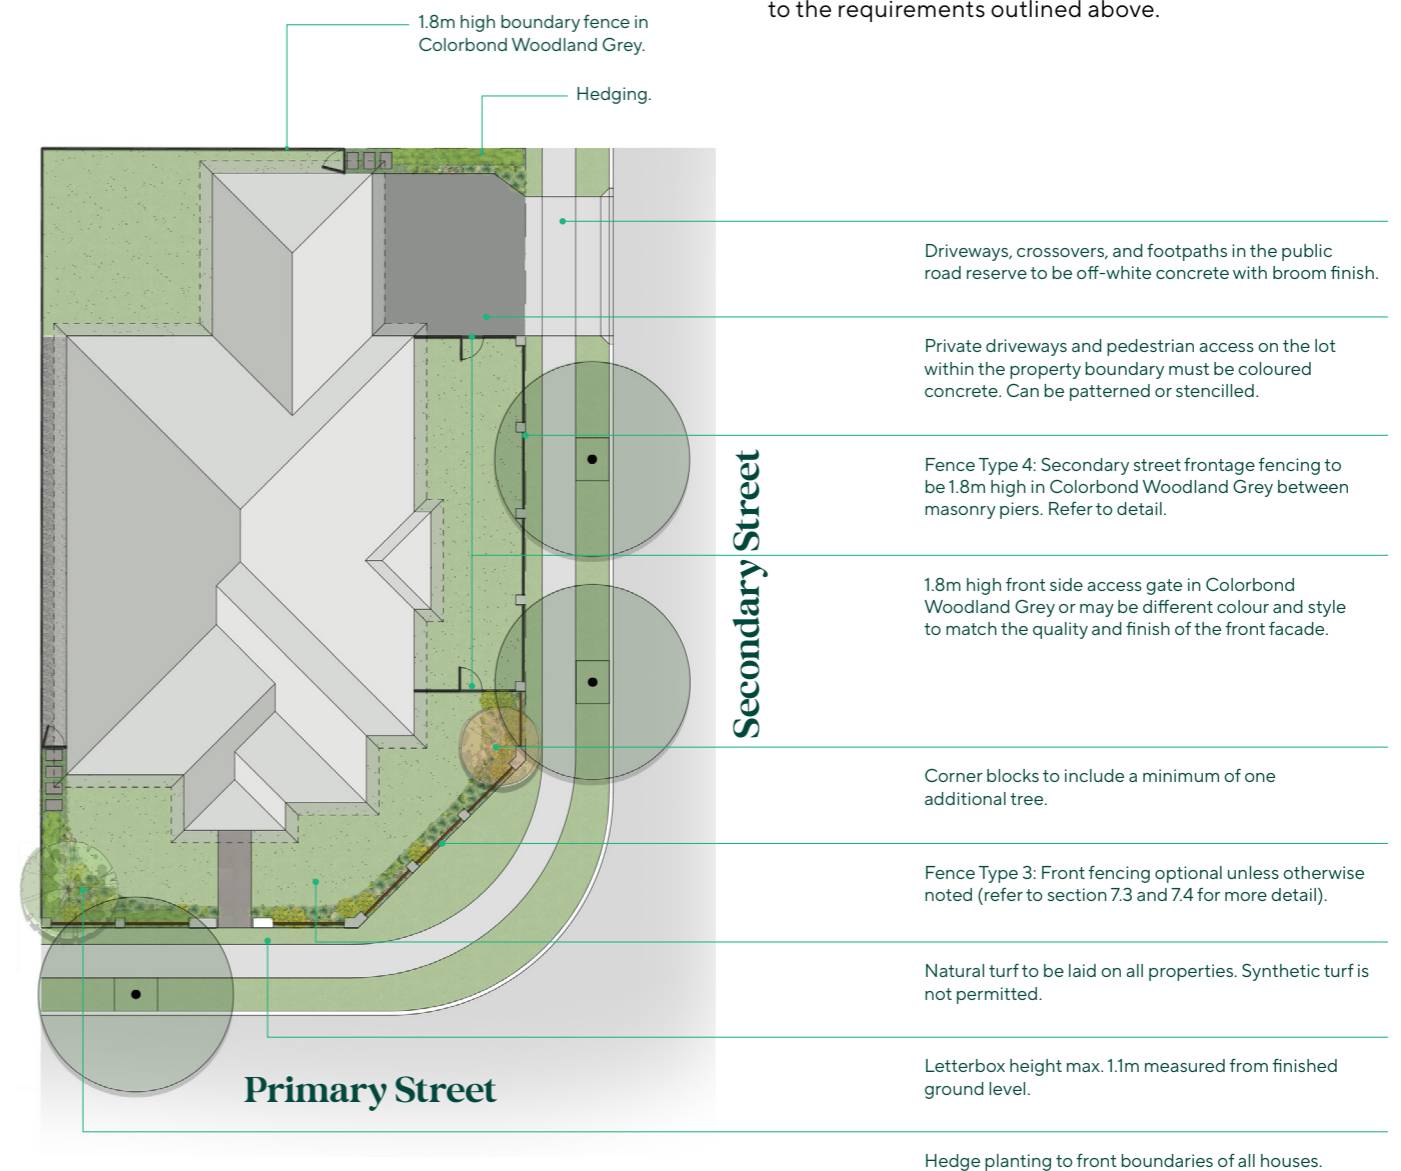 to the requirements outlined above.
1.8m high boundary fence in
Colorbond Woodland Grey.
Hedging.
Driveways, crossovers, and footpaths in the public
road reserve to be off-white concrete with broom finish.
Private driveways and pedestrian access on the lot
within the property boundary must be coloured
concrete. Can be patterned or stencilled.
Fence Type 4: Secondary street frontage fencing to
be 1.8m high in Colorbond Woodland Grey between
masonry piers. Refer to detail.
Secondary Street
1.8m high front side access gate in Colorbond
Woodland Grey or may be different colour and style
to match the quality and finish of the front facade.
Corner blocks to include a minimum of one
additional tree.
Fence Type 3: Front fencing optional unless otherwise
noted (refer to section 7.3 and 7.4 for more detail).
Natural turf to be laid on all properties. Synthetic turf is
not permitted.
Letterbox height max. 1.1m measured from finished
ground level.
Primary Street
Hedge planting to front boundaries of all houses.